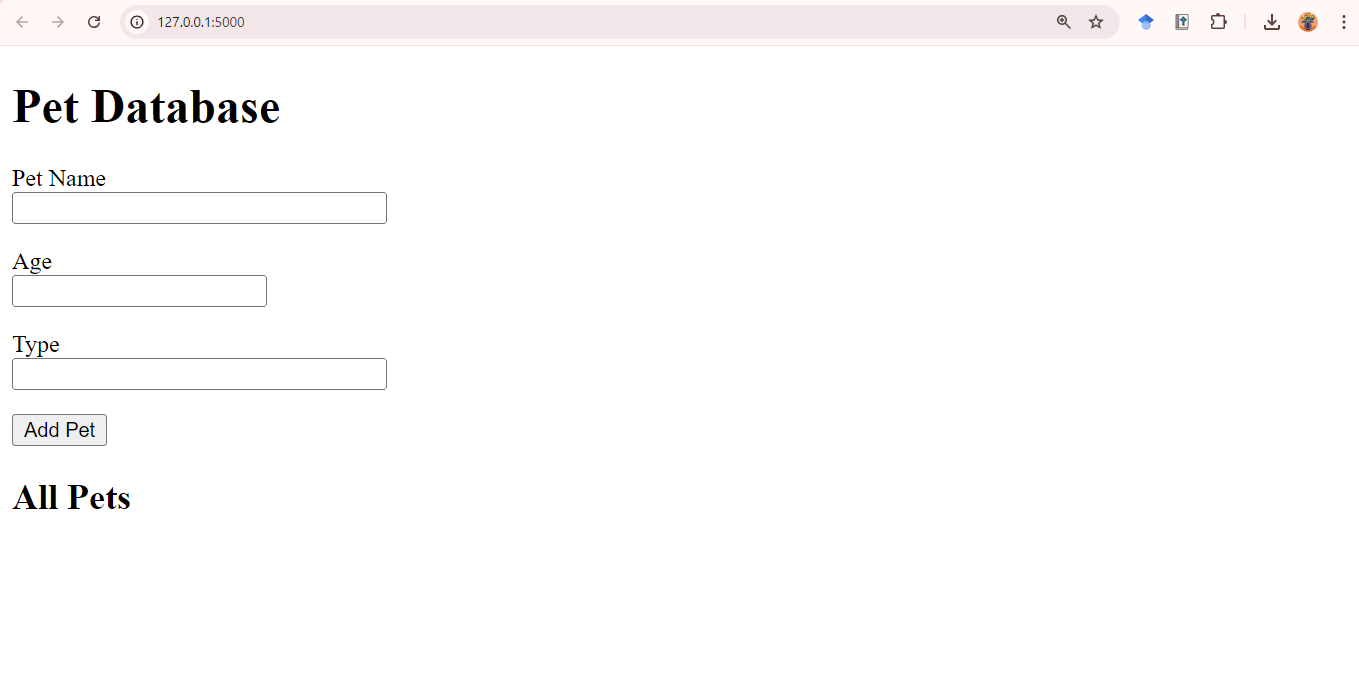 127.0.0.1:5000
Pet Database
Pet Name
Age
Type
Add Pet
All Pets